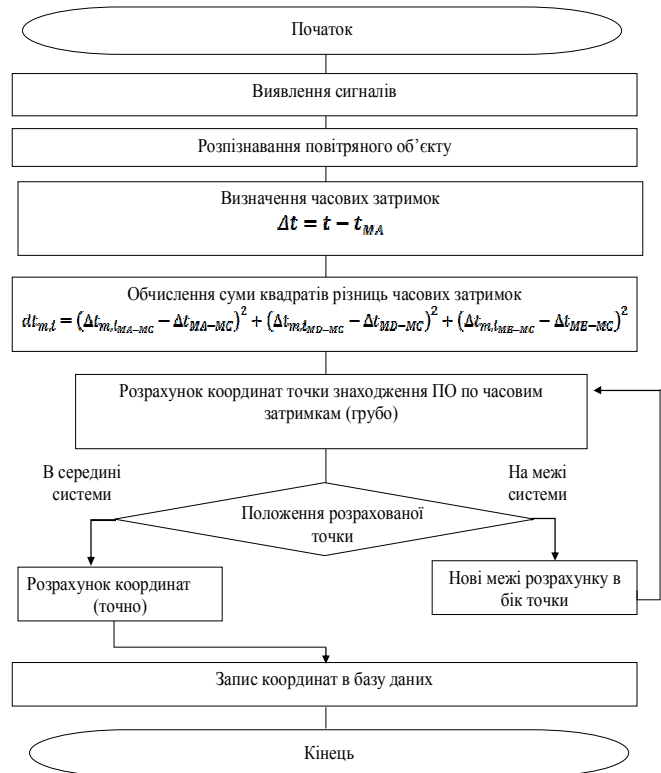 Початок
Виявлення сигналів
Розпізнавання повітряного об’єкту
Визначення часових затримок
Δt = t − t_MA
Обчислення суми квадратів різниць часових затримок
dt_m,i = (Δt_m,i_MA−MC − Δt_MA−MC)² + (Δt_m,i_MD−MC − Δt_MD−MC)² + (Δt_m,i_MB−MC − Δt_MB−MC)²
Розрахунок координат точки знаходження ПО по часовим
затримкам (грубо)
В середині
системи
На межі
системи
Положення розрахованої
точки
Розрахунок координат
(точно)
Нові межі розрахунку в
бік точки
Запис координат в базу даних
Кінець